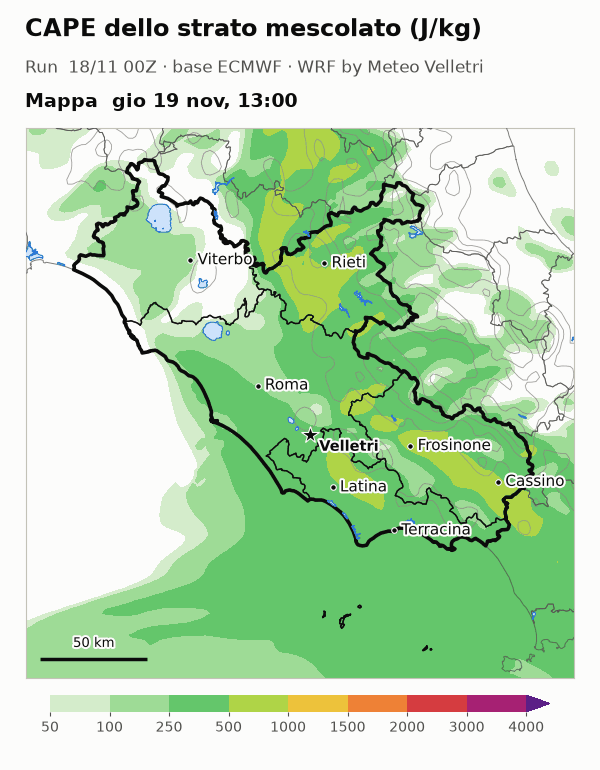 CAPE dello strato mescolato (J/kg)
Run  18/11 00Z · base ECMWF · WRF by Meteo Velletri
Mappa  gio 19 nov, 13:00
Viterbo
Rieti
Roma
Velletri
Frosinone
Latina
Cassino
Terracina
50 km
50 100 250 500 1000 1500 2000 3000 4000